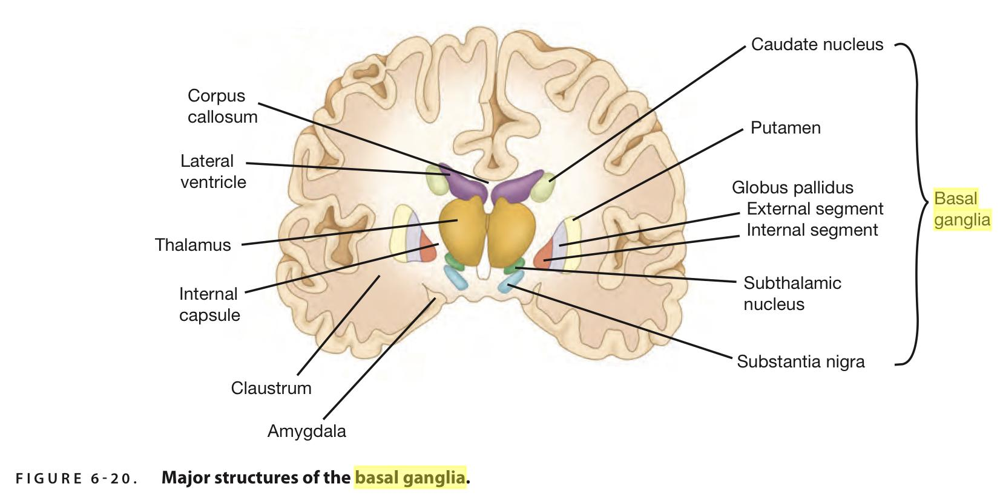 Corpus
callosum
Lateral
ventricle
Thalamus
Internal
capsule
Claustrum
Amygdala
Caudate nucleus
Putamen
Globus pallidus
External segment
Internal segment
Subthalamic
nucleus
Substantia nigra
Basal
ganglia
FIGURE 6-20. Major structures of the basal ganglia.